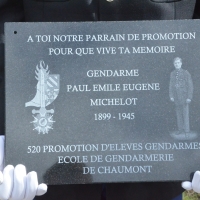 A TOI NOTRE PARRAIN DE PROMOTION
POUR QUE VIVE TA MEMOIRE
GENDARME
PAUL EMILE EUGENE
MICHELOT
1899 - 1945
520 PROMOTION D'ELEVES GENDARMES
ECOLE DE GENDARMERIE
DE CHAUMONT